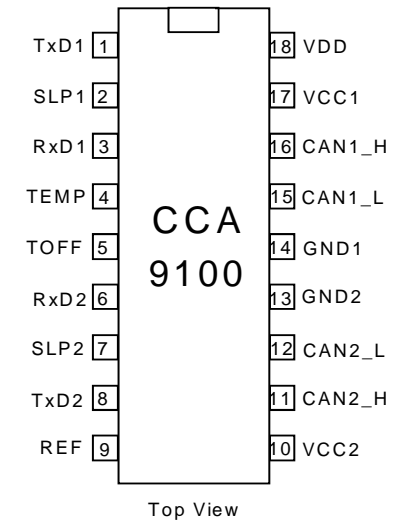 TxD1 1 18 VDD
SLP1 2 17 VCC1
RxD1 3 16 CAN1_H
TEMP 4 15 CAN1_L
CCA
TOFF 5 14 GND1
9100
RxD2 6 13 GND2
SLP2 7 12 CAN2_L
TxD2 8 11 CAN2_H
REF 9 10 VCC2
Top View